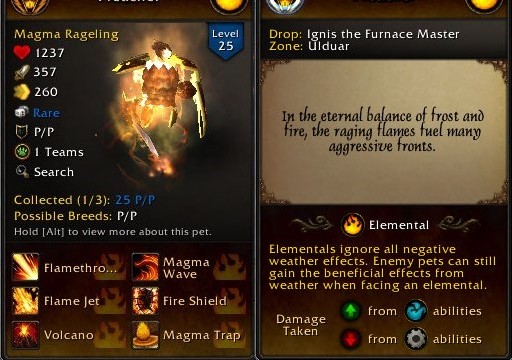 Magma Rageling
Level
25
1237
357
260
Rare
P/P
1 Teams
Search
Collected (1/3): 25 P/P
Possible Breeds: P/P
Hold [Alt] to view more about this pet.
Flamethro...
Magma
Wave
Flame Jet
Fire Shield
Volcano
Magma Trap
Drop: Ignis the Furnace Master
Zone: Ulduar
In the eternal balance of frost and
fire, the raging flames fuel many
aggressive fronts.
Elemental
Elementals ignore all negative
weather effects. Enemy pets can still
gain the beneficial effects from
weather when facing an elemental.
Damage
Taken
from abilities
from abilities